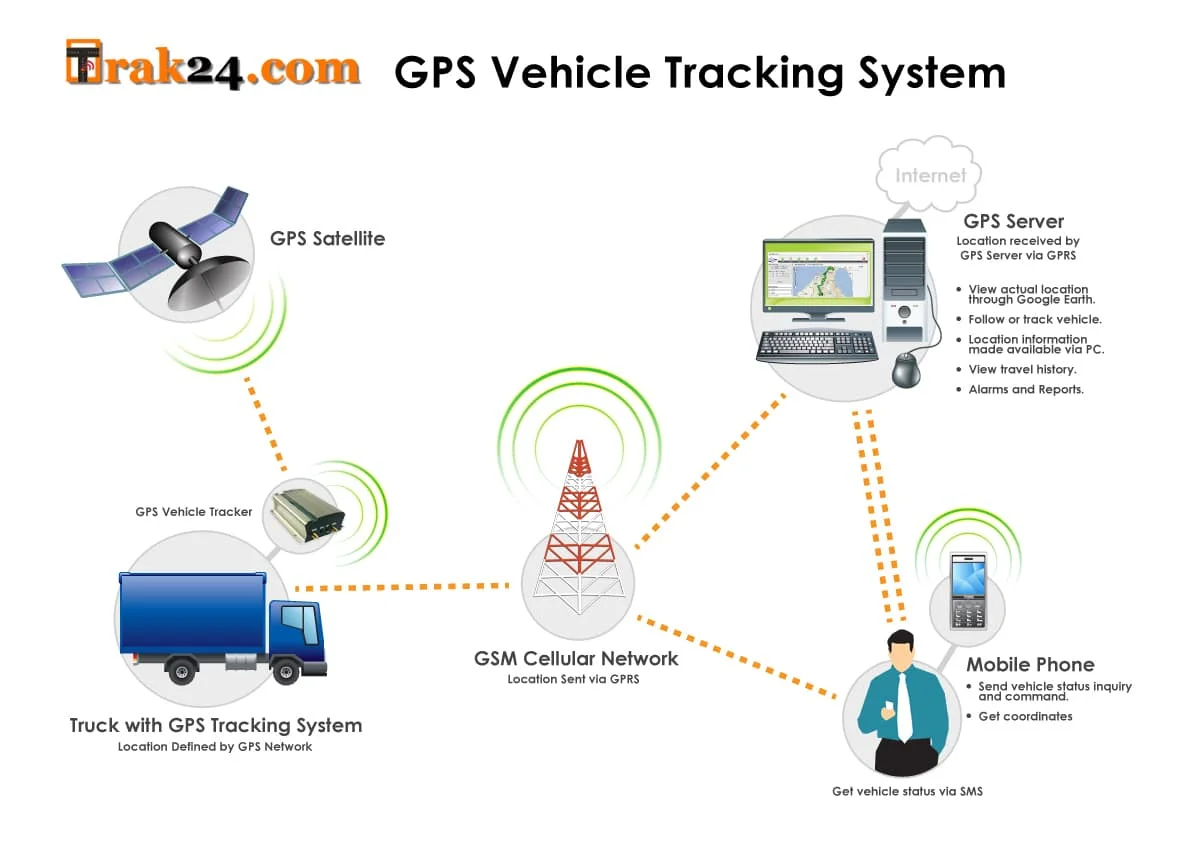 Trak24.com
GPS Vehicle Tracking System
Internet
GPS Satellite
GPS Server
Location received by
GPS Server via GPRS
• View actual location
through Google Earth.
• Follow or track vehicle.
• Location information
made available via PC.
• View travel history.
• Alarms and Reports.
GPS Vehicle Tracker
GSM Cellular Network
Location Sent via GPRS
Mobile Phone
• Send vehicle status inquiry
and command.
• Get coordinates
Truck with GPS Tracking System
Location Defined by GPS Network
Get vehicle status via SMS